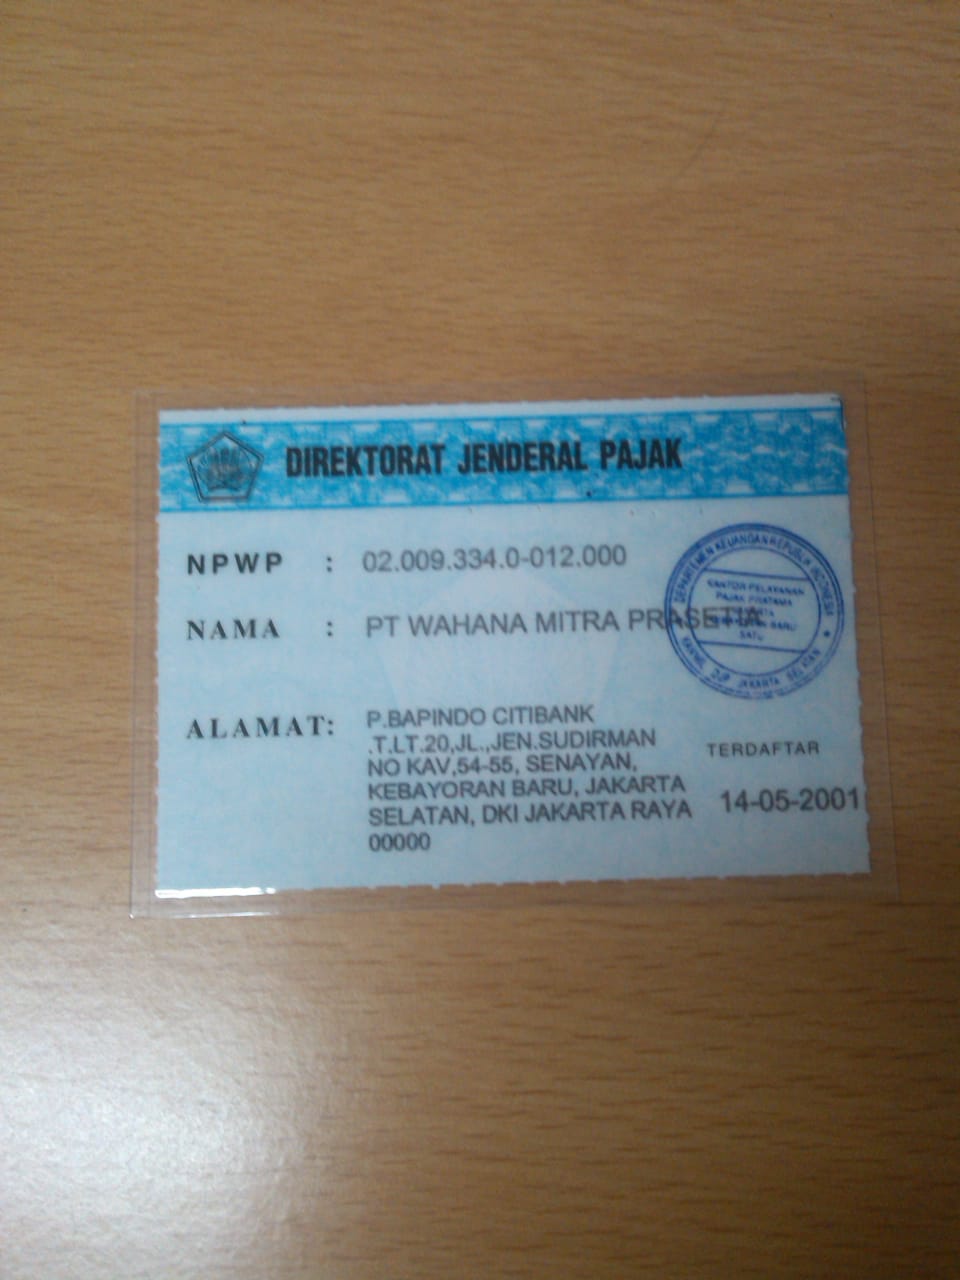 DIREKTORAT JENDERAL PAJAK
NPWP : 02.009.334.0-012.000
NAMA : PT WAHANA MITRA PRASETIA
ALAMAT: P.BAPINDO CITIBANK
.T.LT.20,JL.,JEN.SUDIRMAN
NO KAV,54-55, SENAYAN,
KEBAYORAN BARU, JAKARTA
SELATAN, DKI JAKARTA RAYA
00000
TERDAFTAR
14-05-2001
DEPARTEMEN KEUANGAN REPUBLIK INDONESIA
KANTOR PELAYANAN
PAJAK PRATAMA
BARU
SATU
KANWIL DJP JAKARTA SELATAN